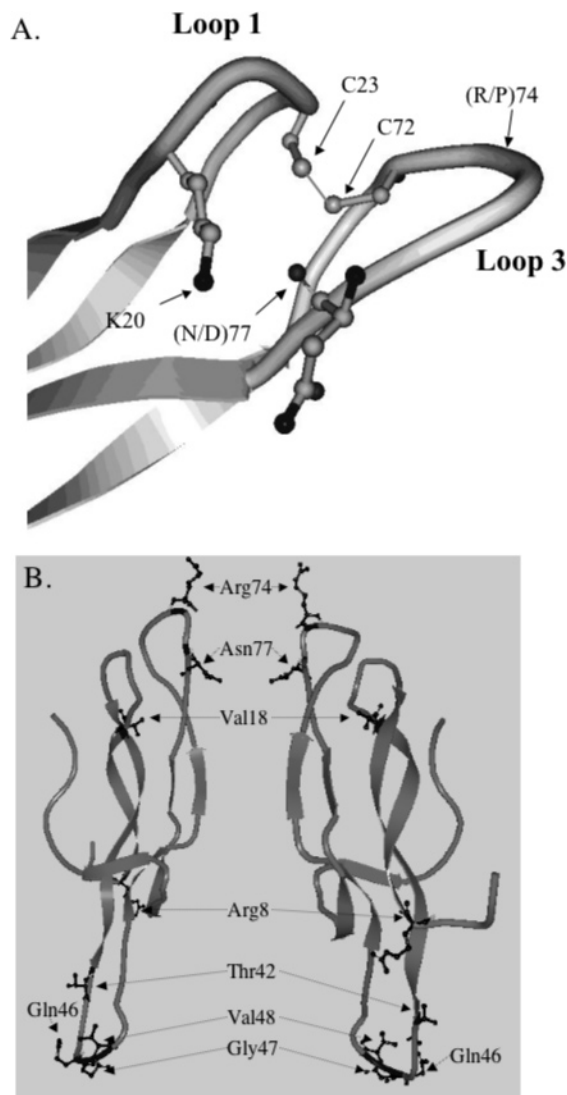 A.
Loop 1
C23
(R/P)74
C72
Loop 3
K20
(N/D)77
B.
Arg74
Asn77
Val18
Arg8
Thr42
Gln46
Val48
Gly47
Gln46